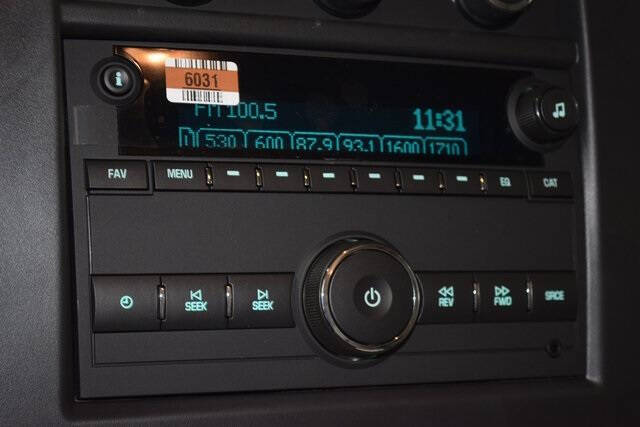 6031
FM 100.5
11:31
530 600 87.9 93.1 1600 1710
FAV MENU EQ CAT
SEEK SEEK REV FWD SRCE